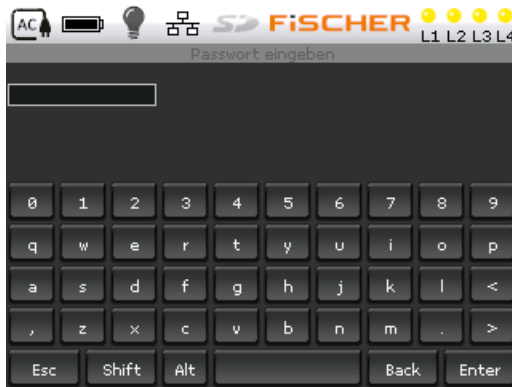 AC SD FiSCHER L1 L2 L3 L4
Passwort eingeben
0 1 2 3 4 5 6 7 8 9
q w e r t y u i o p
a s d f g h j k l <
, z x c v b n m . >
Esc Shift Alt Back Enter